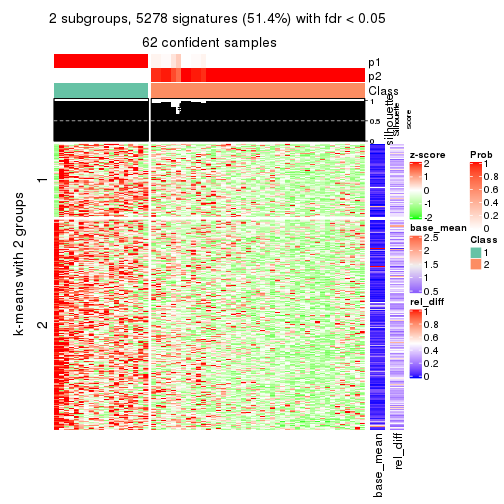 2 subgroups, 5278 signatures (51.4%) with fdr < 0.05
62 confident samples
p1
p2
Class
1
0.5
0
silhouette
Silhouette
score
k-means with 2 groups
1
2
z-score
2
1
0
-1
-2
base_mean
2.5
2
1.5
1
0.5
rel_diff
1
0.8
0.6
0.4
0.2
0
Prob
1
0.8
0.6
0.4
0.2
0
Class
1
2
base_mean
rel_diff